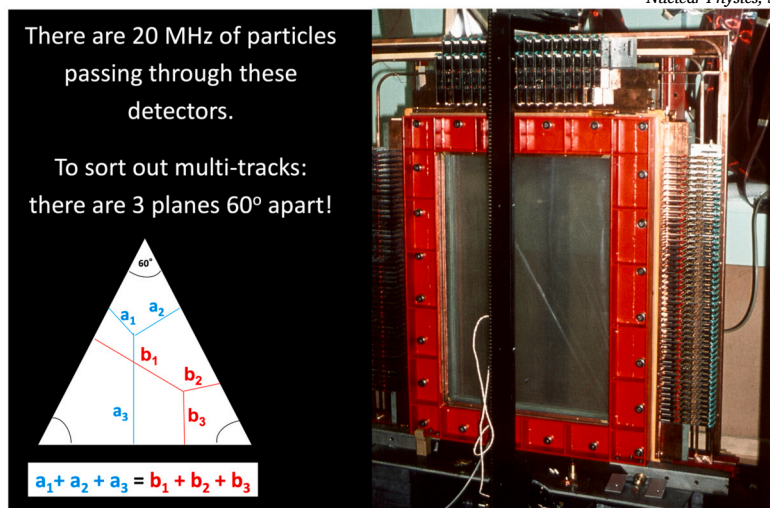 Nuclear Physics,
There are 20 MHz of particles
passing through these
detectors.
To sort out multi-tracks:
there are 3 planes 60° apart!
60°
a₁
a₂
b₁
b₂
a₃
b₃
a₁+ a₂ + a₃ = b₁ + b₂ + b₃